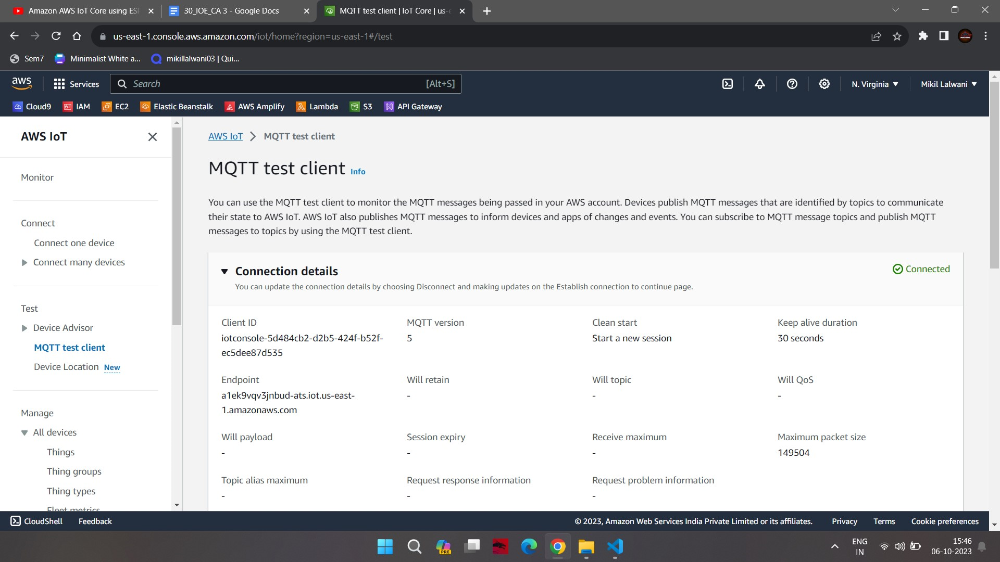 Amazon AWS IoT Core using ESP
30_IOE_CA 3 - Google Docs
MQTT test client | IoT Core | us-e
us-east-1.console.aws.amazon.com/iot/home?region=us-east-1#/test
Sem7
Minimalist White a...
mikillalwani03 | Qui...
aws
Services
Search
[Alt+S]
N. Virginia
Mikil Lalwani
Cloud9
IAM
EC2
Elastic Beanstalk
AWS Amplify
Lambda
S3
API Gateway
AWS IoT
Monitor
Connect
Connect one device
Connect many devices
Test
Device Advisor
MQTT test client
Device Location New
Manage
All devices
Things
Thing groups
Thing types
Fleet metrics
AWS IoT > MQTT test client
MQTT test client Info
You can use the MQTT test client to monitor the MQTT messages being passed in your AWS account. Devices publish MQTT messages that are identified by topics to communicate
their state to AWS IoT. AWS IoT also publishes MQTT messages to inform devices and apps of changes and events. You can subscribe to MQTT message topics and publish MQTT
messages to topics by using the MQTT test client.
Connection details
Connected
You can update the connection details by choosing Disconnect and making updates on the Establish connection to continue page.
Client ID
iotconsole-5d484cb2-d2b5-424f-b52f-
ec5dee87d535
MQTT version
5
Clean start
Start a new session
Keep alive duration
30 seconds
Endpoint
a1ek9vqv3jnbud-ats.iot.us-east-
1.amazonaws.com
Will retain
-
Will topic
-
Will QoS
-
Will payload
-
Session expiry
-
Receive maximum
-
Maximum packet size
149504
Topic alias maximum
-
Request response information
-
Request problem information
-
CloudShell
Feedback
© 2023, Amazon Web Services India Private Limited or its affiliates.
Privacy
Terms
Cookie preferences
PRE
ENG
IN
15:46
06-10-2023